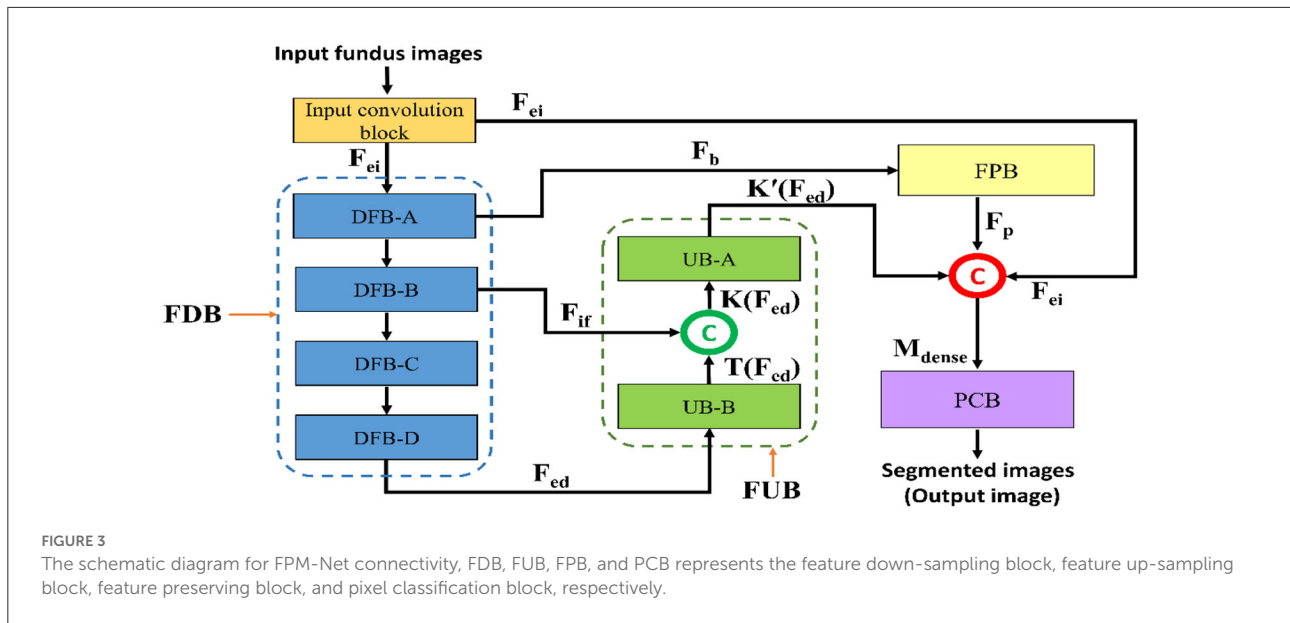 Input fundus images
Input convolution
block
F_ei
F_ei
F_b
FPB
DFB-A
K'(F_ed)
F_p
UB-A
C
DFB-B
K(F_ed)
F_ei
FDB
F_if
C
DFB-C
T(F_ed)
M_dense
UB-B
PCB
DFB-D
F_ed
FUB
Segmented images
(Output image)
FIGURE 3
The schematic diagram for FPM-Net connectivity, FDB, FUB, FPB, and PCB represents the feature down-sampling block, feature up-sampling
block, feature preserving block, and pixel classification block, respectively.